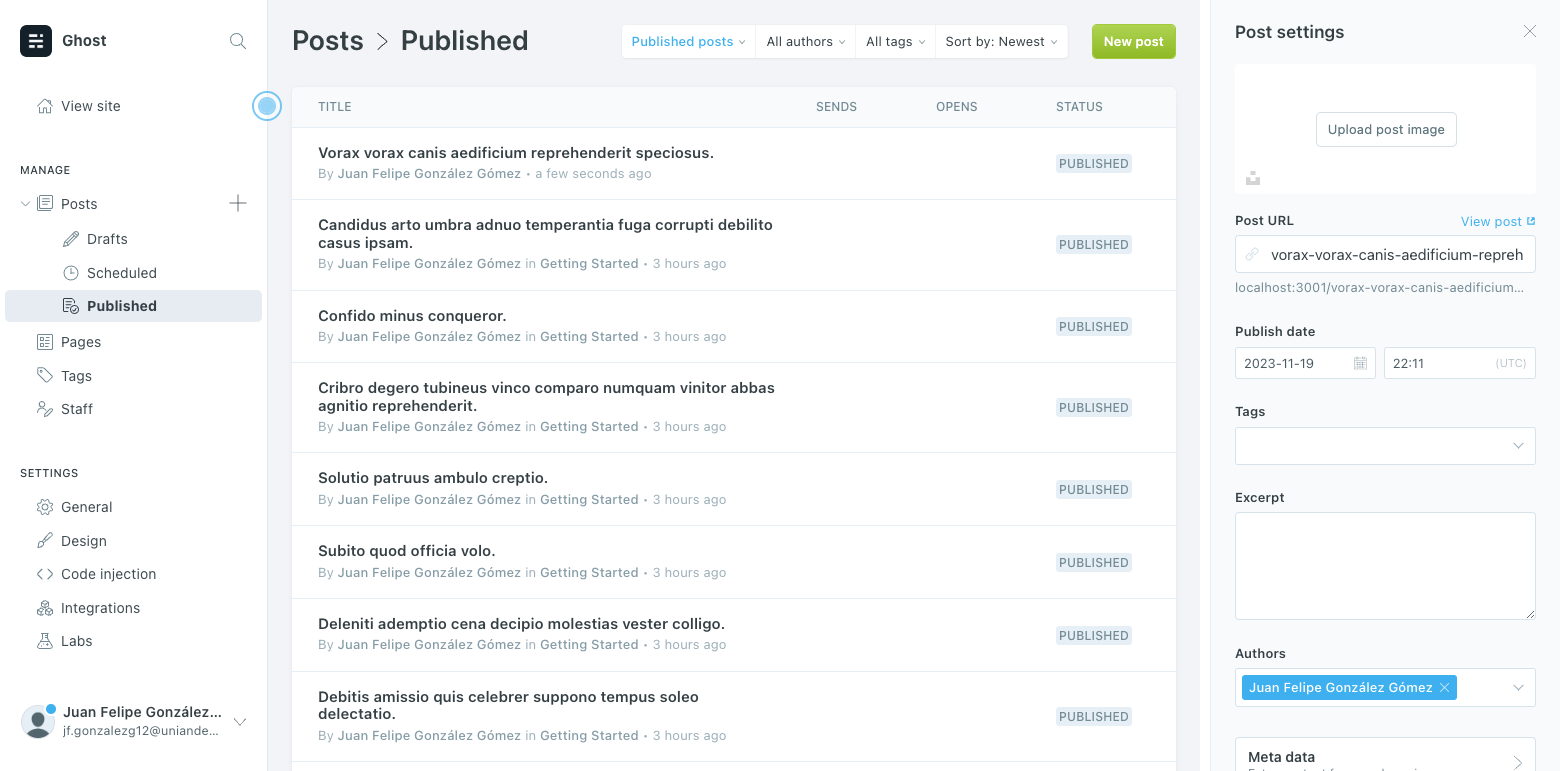 Ghost
View site
MANAGE
Posts
Drafts
Scheduled
Published
Pages
Tags
Staff
SETTINGS
General
Design
Code injection
Integrations
Labs
Juan Felipe González...
jf.gonzalezg12@uniande...
Posts > Published
Published posts
All authors
All tags
Sort by: Newest
New post
TITLE SENDS OPENS STATUS
Vorax vorax canis aedificium reprehenderit speciosus.
By Juan Felipe González Gómez • a few seconds ago
PUBLISHED
Candidus arto umbra adnuo temperantia fuga corrupti debilito
casus ipsam.
By Juan Felipe González Gómez in Getting Started • 3 hours ago
PUBLISHED
Confido minus conqueror.
By Juan Felipe González Gómez in Getting Started • 3 hours ago
PUBLISHED
Cribro degero tubineus vinco comparo numquam vinitor abbas
agnitio reprehenderit.
By Juan Felipe González Gómez in Getting Started • 3 hours ago
PUBLISHED
Solutio patruus ambulo creptio.
By Juan Felipe González Gómez in Getting Started • 3 hours ago
PUBLISHED
Subito quod officia volo.
By Juan Felipe González Gómez in Getting Started • 3 hours ago
PUBLISHED
Deleniti ademptio cena decipio molestias vester colligo.
By Juan Felipe González Gómez in Getting Started • 3 hours ago
PUBLISHED
Debitis amissio quis celebrer suppono tempus soleo
delectatio.
By Juan Felipe González Gómez in Getting Started • 3 hours ago
PUBLISHED
Post settings
Upload post image
Post URL
View post
vorax-vorax-canis-aedificium-repreh
localhost:3001/vorax-vorax-canis-aedificium...
Publish date
2023-11-19
22:11 (UTC)
Tags
Excerpt
Authors
Juan Felipe González Gómez
Meta data